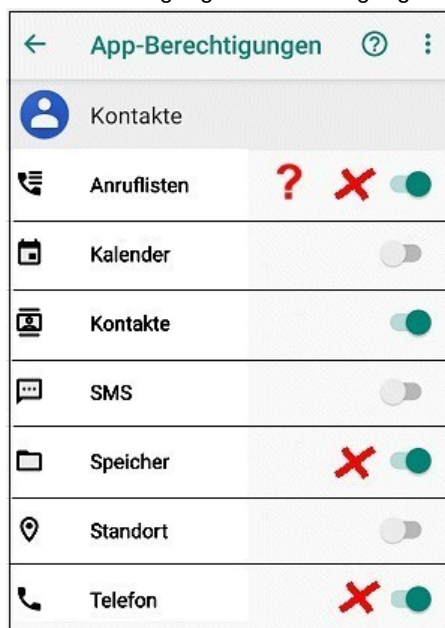 App-Berechtigungen
Kontakte
Anruflisten ?
Kalender
Kontakte
SMS
Speicher
Standort
Telefon